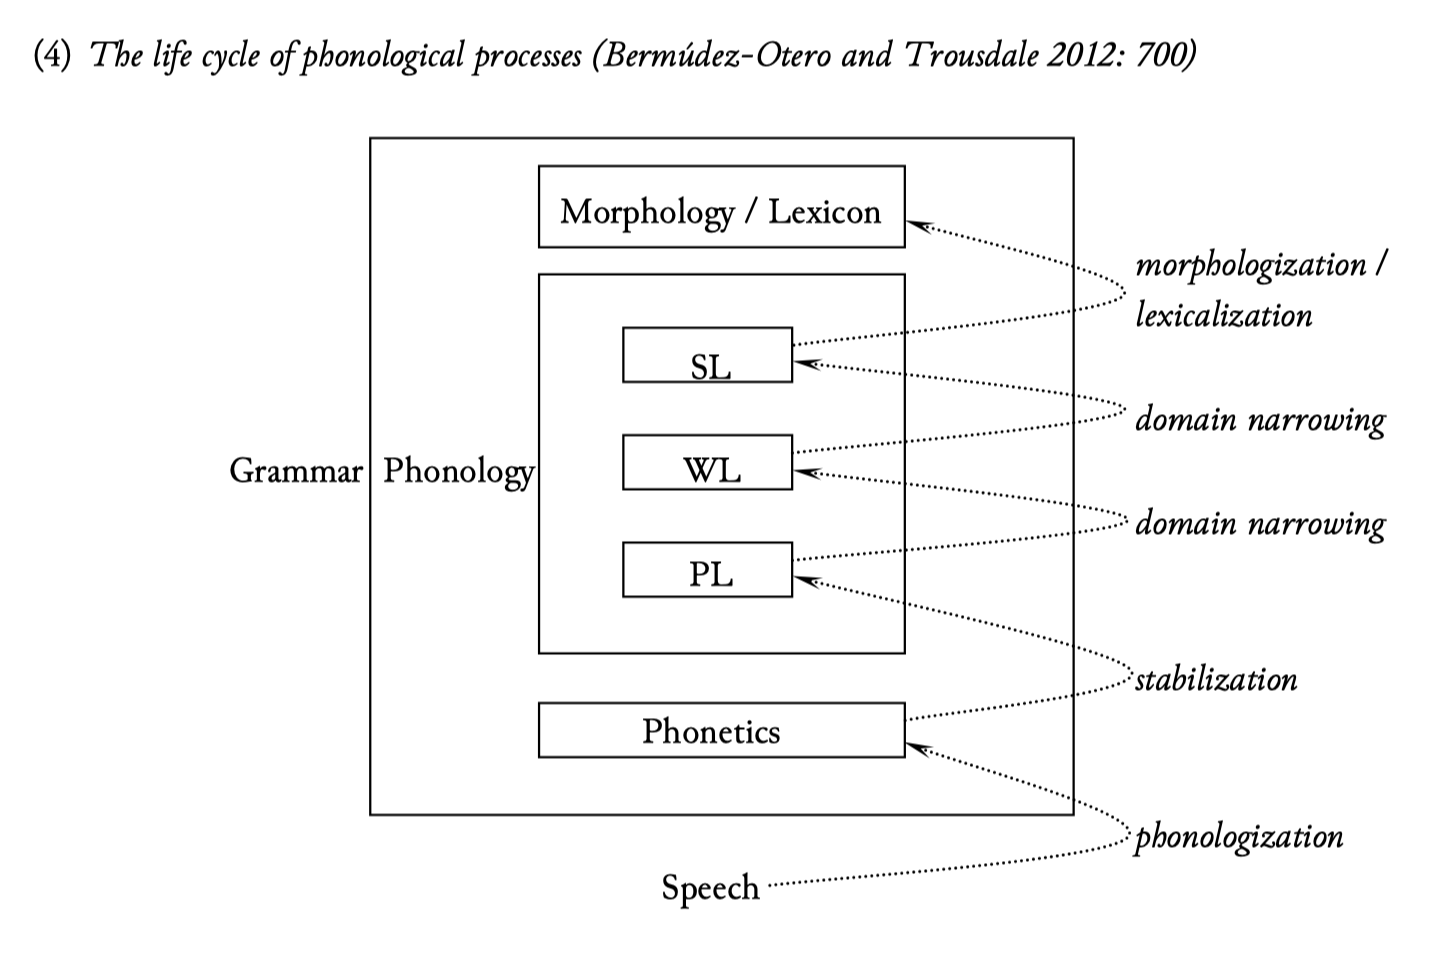 (4) The life cycle of phonological processes (Bermúdez-Otero and Trousdale 2012: 700)
Morphology / Lexicon
morphologization /
lexicalization
SL
domain narrowing
Grammar
Phonology
WL
domain narrowing
PL
stabilization
Phonetics
phonologization
Speech